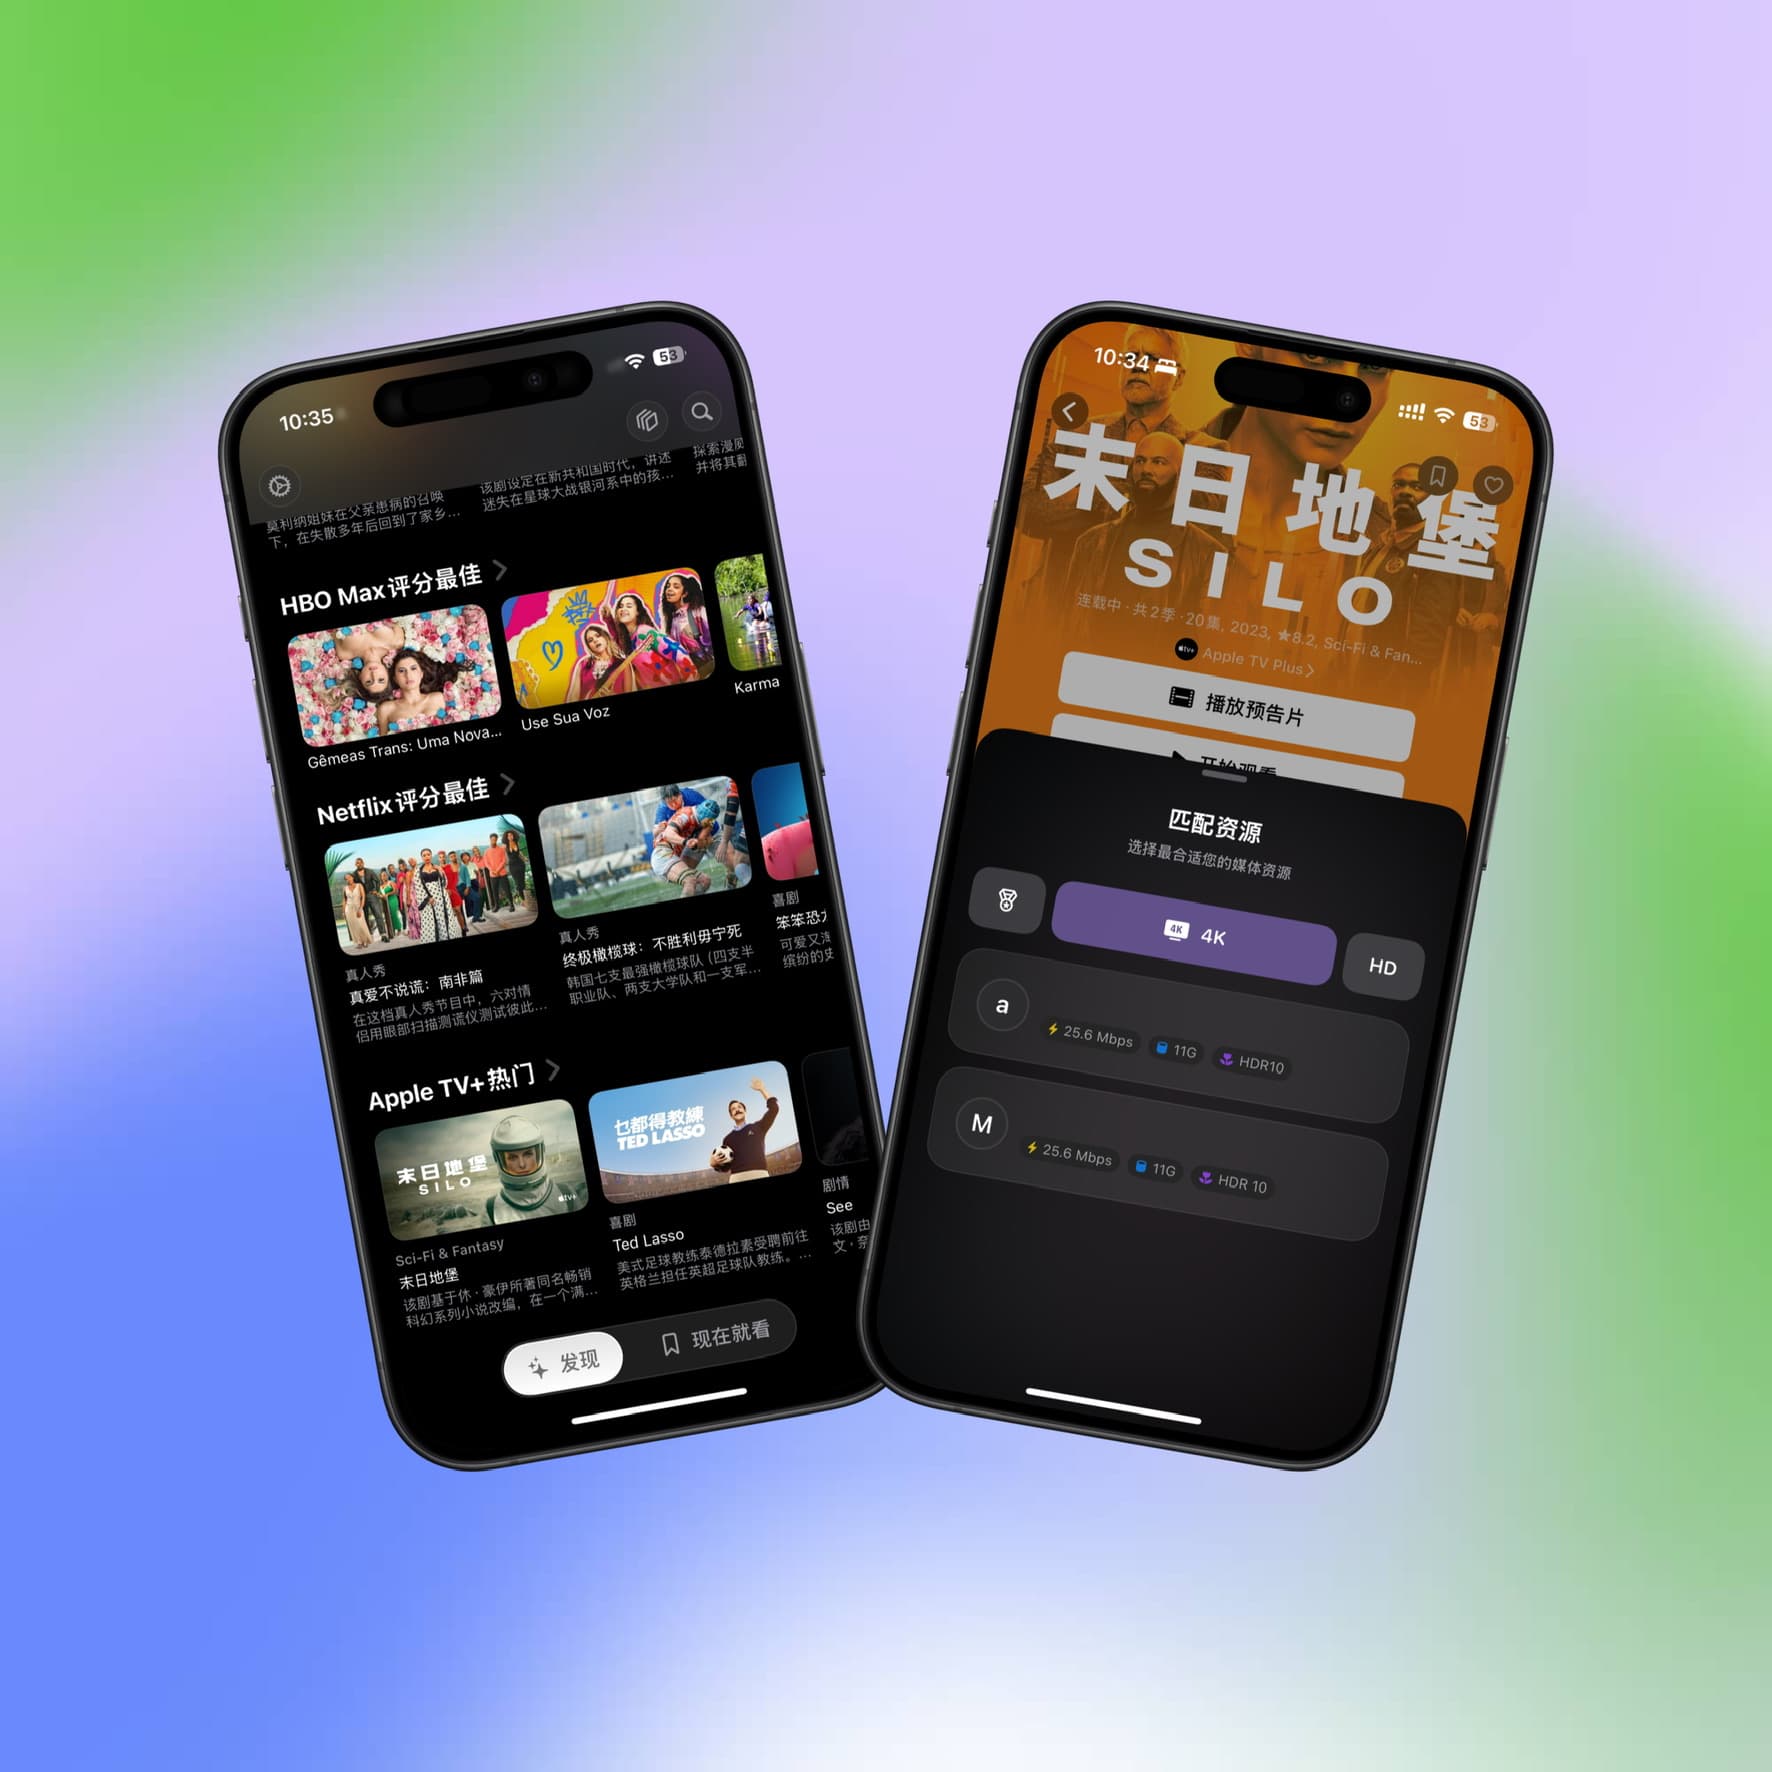 10:35
53
莫利纳姐妹在父亲患病的召唤
下，在失散多年后回到了家乡...
该剧设定在新共和国时代，讲述
迷失在星球大战银河系中的孩...
探索漫
并将其翻
HBO Max评分最佳
Gêmeas Trans: Uma Nova...
Use Sua Voz
Karma
Netflix评分最佳
真人秀
真爱不说谎：南非篇
在这档真人秀节目中，六对情
侣用眼部扫描测谎仪测试彼此...
真人秀
终极橄榄球：不胜利毋宁死
韩国七支最强橄榄球队（四支半
职业队、两支大学队和一支军...
喜剧
笨笨恐
可爱又
缤纷的史
Apple TV+热门
末日地堡
SILO
tv+
Sci-Fi & Fantasy
末日地堡
该剧基于休·豪伊所著同名畅销
科幻系列小说改编，在一个满...
乜都得教練
TED LASSO
喜剧
Ted Lasso
美式足球教练泰德拉素受聘前往
英格兰担任英超足球队教练。...
剧情
See
该剧由
文·奈
发现
现在就看
10:34
53
末日地堡
SILO
连载中·共2季·20集, 2023, ★8.2, Sci-Fi & Fan...
tv+ Apple TV Plus
播放预告片
开始观看
匹配资源
选择最合适您的媒体资源
4K 4K
HD
a
25.6 Mbps
11G
HDR10
M
25.6 Mbps
11G
HDR 10